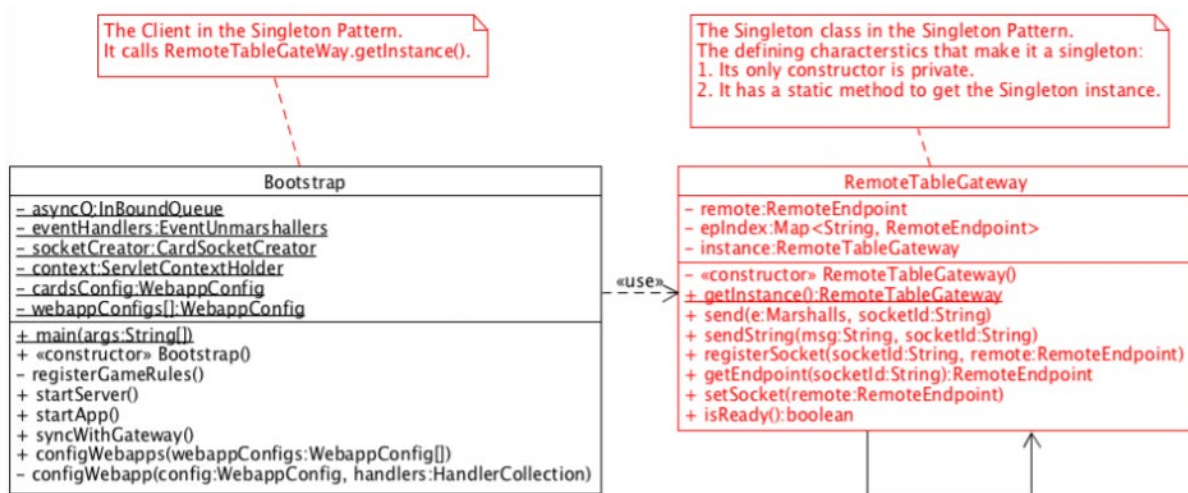 The Client in the Singleton Pattern.
It calls RemoteTableGateWay.getInstance().
The Singleton class in the Singleton Pattern.
The defining characterstics that make it a singleton:
1. Its only constructor is private.
2. It has a static method to get the Singleton instance.
Bootstrap
- asyncQ:InBoundQueue
- eventHandlers:EventUnmarshallers
- socketCreator:CardSocketCreator
- context:ServletContextHolder
- cardsConfig:WebappConfig
- webappConfigs[]:WebappConfig
+ main(args:String[])
+ «constructor» Bootstrap()
- registerGameRules()
+ startServer()
+ startApp()
+ syncWithGateway()
+ configWebapps(webappConfigs:WebappConfig[])
- configWebapp(config:WebappConfig, handlers:HandlerCollection)
«use»
RemoteTableGateway
- remote:RemoteEndpoint
- epIndex:Map<String, RemoteEndpoint>
- instance:RemoteTableGateway
- «constructor» RemoteTableGateway()
+ getInstance():RemoteTableGateway
+ send(e:Marshalls, socketId:String)
+ sendString(msg:String, socketId:String)
+ registerSocket(socketId:String, remote:RemoteEndpoint)
+ getEndpoint(socketId:String):RemoteEndpoint
+ setSocket(remote:RemoteEndpoint)
+ isReady():boolean